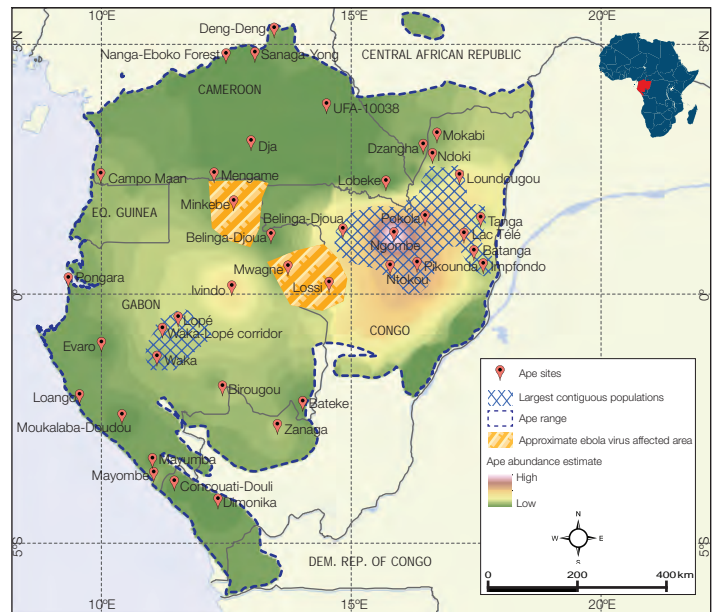 10°E
15°E
20°E
5°N
Deng-Deng
Nanga-Eboko Forest
Sanaga-Yong
CENTRAL AFRICAN REPUBLIC
CAMEROON
UFA-10038
Mokabi
Dja
Dzangha
Ndoki
Campo Maan
Mengame
Lobeke
Loundougou
Minkebe
EQ. GUINEA
Belinga-Djoua
Pokola
Tanga
Belinga-Djoua
Ngombe
Lac Télé
Batanga
Mwagne
Pikounda
Impfondo
Pongara
Ivindo
Lossi
Ntokou
0°
0°
GABON
Lopé
Waka-Lopé corridor
CONGO
Evaro
Waka
Loango
Birougou
Bateke
Moukalaba-Doudou
Zanaga
Mayumba
Mayombe
Concouati-Douli
Dimonika
5°S
5°S
DEM. REP. OF CONGO
10°E
15°E
20°E
Ape sites
Largest contiguous populations
Ape range
Approximate ebola virus affected area
Ape abundance estimate
High
Low
N
W
E
S
0
200
400 km